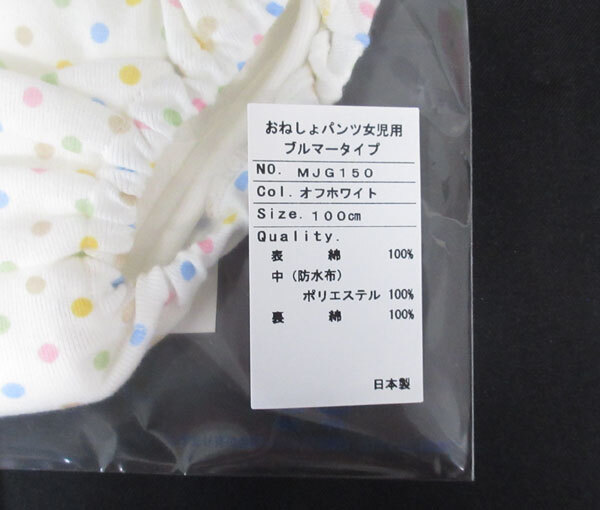 おねしょパンツ女児用
ブルマータイプ
NO. MJG150
Col. オフホワイト
Size. 100cm
Quality.
表 綿 100%
中 (防水布)
ポリエステル 100%
裏 綿 100%
日本製